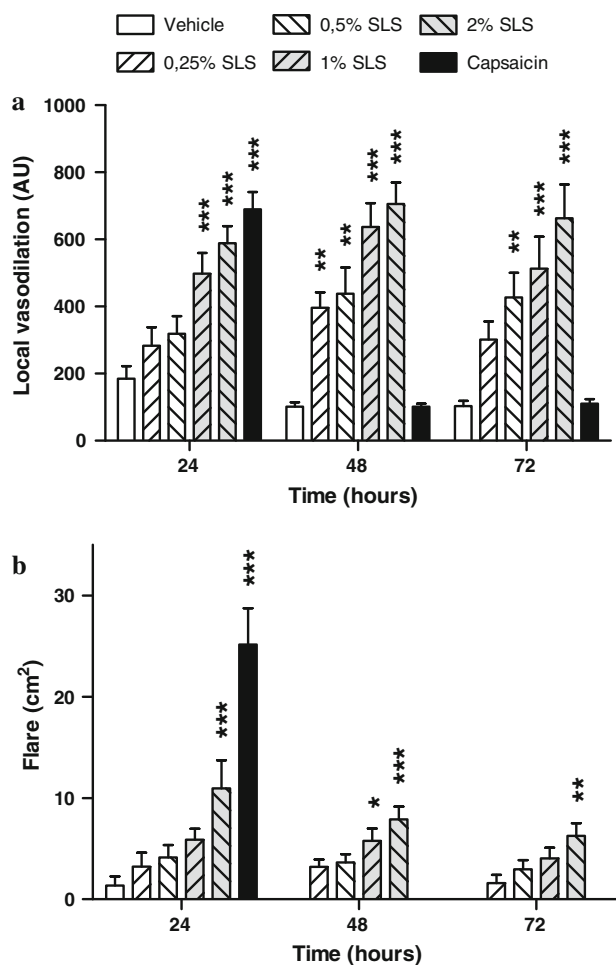 Vehicle 0,5% SLS 2% SLS
0,25% SLS 1% SLS Capsaicin
a
Local vasodilation (AU)
1000
800
600
400
200
0
*** *** ***
** ** *** ***
** *** ***
24 48 72
Time (hours)
b
Flare (cm²)
30
20
10
0
*** ***
* ***
**
24 48 72
Time (hours)